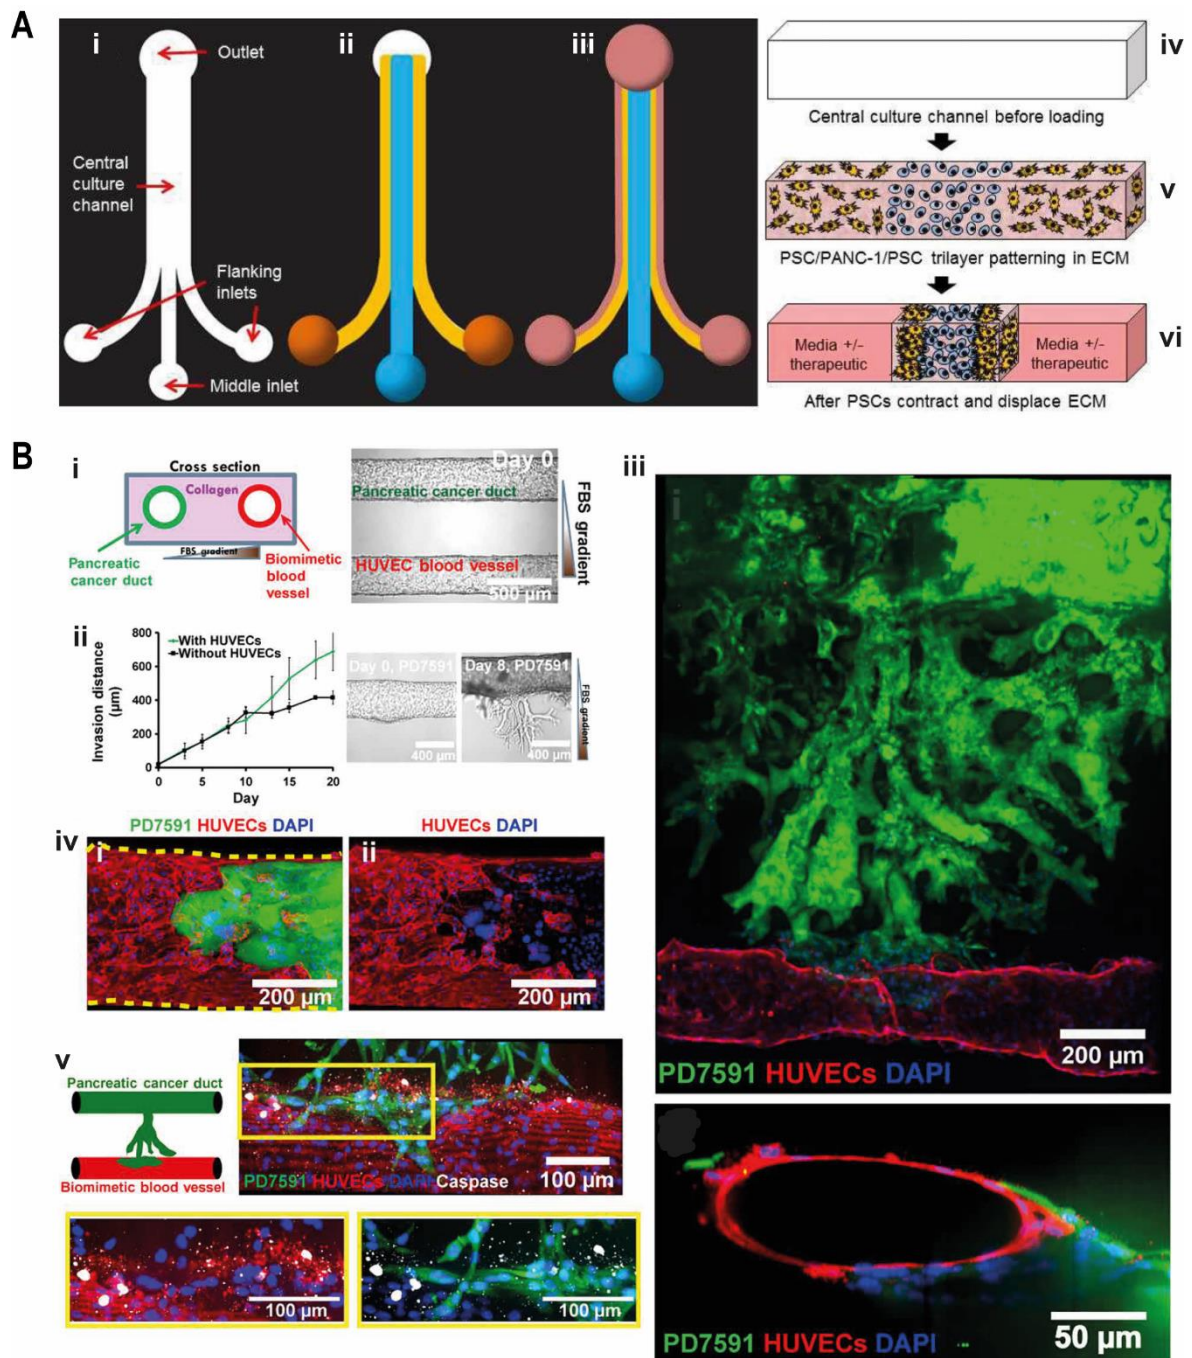 A
i
ii
iii
iv
Outlet
Central
culture
channel
Flanking
inlets
Middle inlet
Central culture channel before loading
v
PSC/PANC-1/PSC trilayer patterning in ECM
vi
Media +/-
therapeutic
Media +/-
therapeutic
After PSCs contract and displace ECM
B
i
Cross section
Collagen
FBS gradient
Pancreatic
cancer duct
Biomimetic
blood
vessel
Day 0
Pancreatic cancer duct
HUVEC blood vessel
500 µm
FBS gradient
ii
800
600
400
200
0
Invasion distance
(µm)
With HUVECs
Without HUVECs
0 5 10 15 20
Day
Day 0, PD7591
400 µm
Day 8, PD7591
400 µm
FBS gradient
iii
i
200 µm
PD7591 HUVECs DAPI
50 µm
PD7591 HUVECs DAPI
iv
PD7591 HUVECs DAPI
i
200 µm
HUVECs DAPI
ii
200 µm
v
Pancreatic cancer duct
Biomimetic blood vessel
PD7591 HUVECs DAPI Caspase
100 µm
100 µm
100 µm